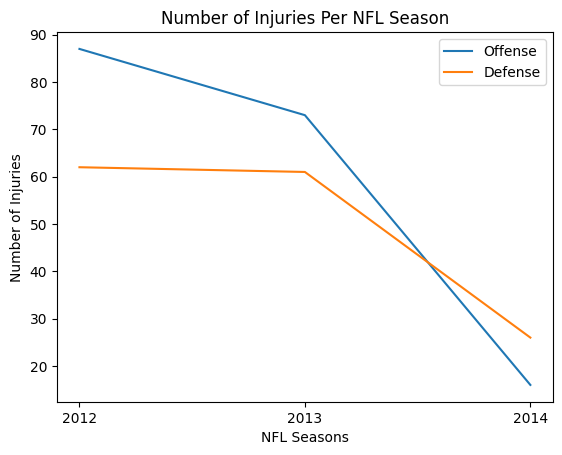 Number of Injuries Per NFL Season
90
80
70
60
50
40
30
20
Number of Injuries
Offense
Defense
2012
2013
2014
NFL Seasons